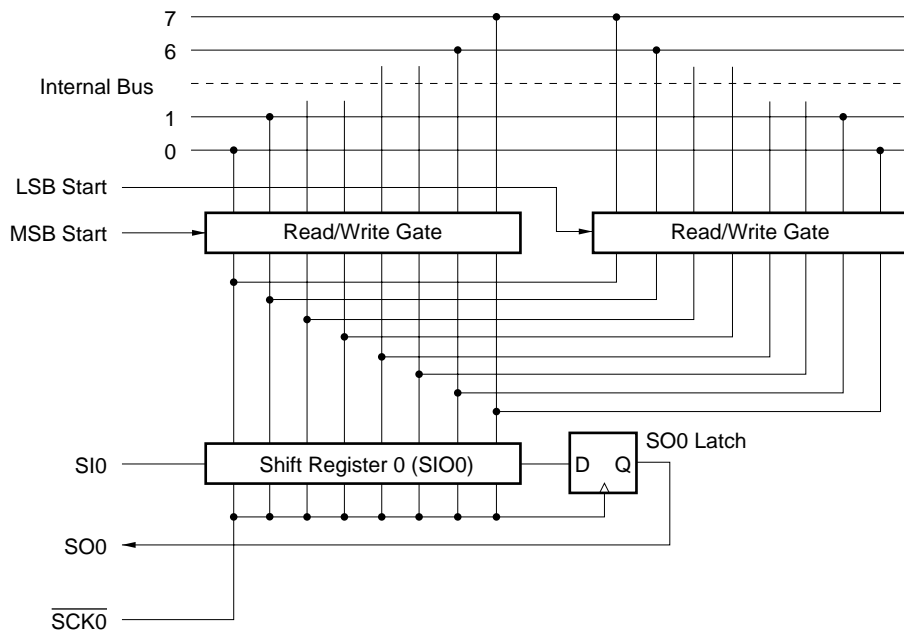 7
6
Internal Bus
1
0
LSB Start
MSB Start
Read/Write Gate
Read/Write Gate
SO0 Latch
SI0
Shift Register 0 (SIO0)
D Q
SO0
SCK0